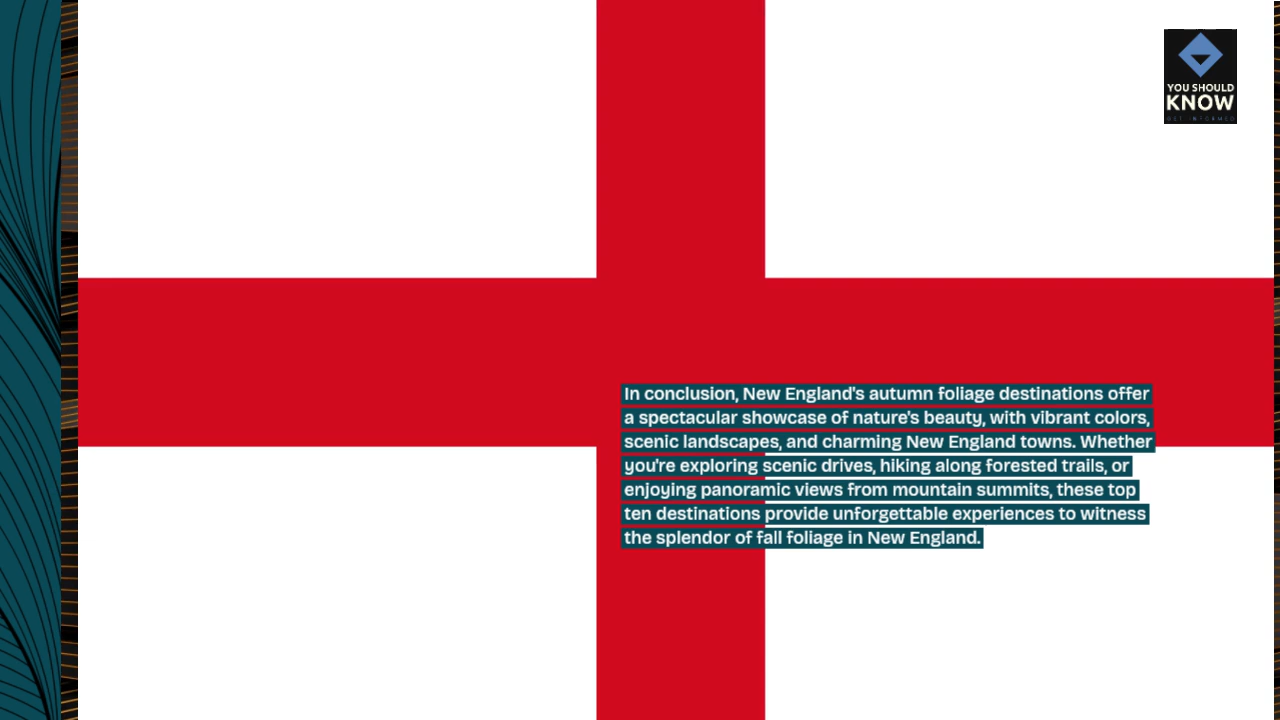 YOU SHOULD
KNOW
GET INFORMED
In conclusion, New England's autumn foliage destinations offer
a spectacular showcase of nature's beauty, with vibrant colors,
scenic landscapes, and charming New England towns. Whether
you're exploring scenic drives, hiking along forested trails, or
enjoying panoramic views from mountain summits, these top
ten destinations provide unforgettable experiences to witness
the splendor of fall foliage in New England.